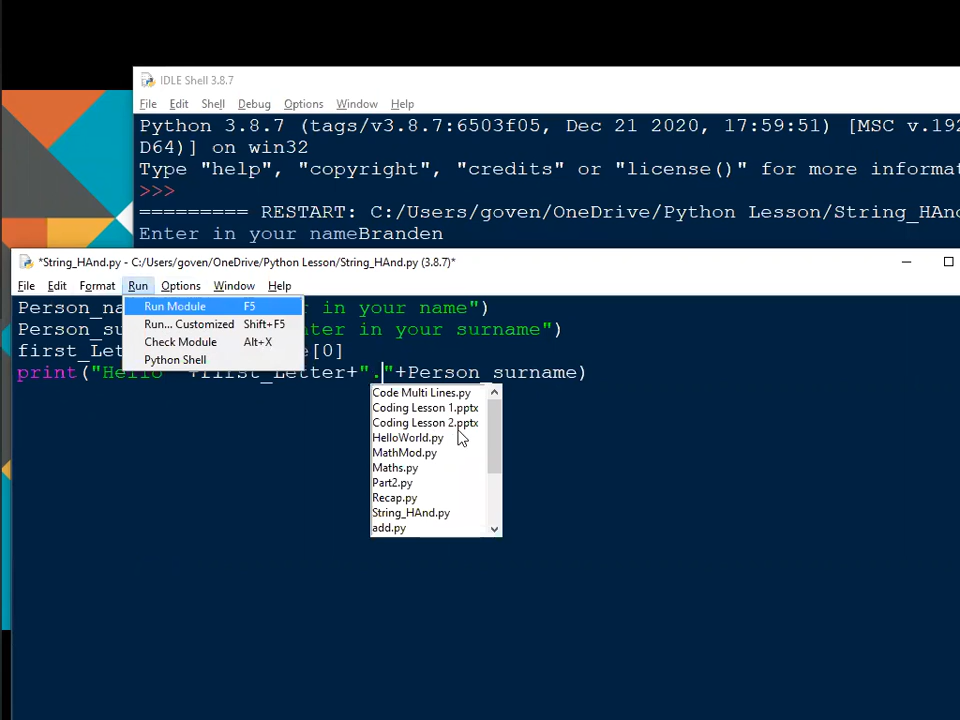 IDLE Shell 3.8.7
File Edit Shell Debug Options Window Help
Python 3.8.7 (tags/v3.8.7:6503f05, Dec 21 2020, 17:59:51) [MSC v.192
D64)] on win32
Type "help", "copyright", "credits" or "license()" for more informa
>>>
========= RESTART: C:/Users/goven/OneDrive/Python Lesson/String_HAn
Enter in your nameBranden
*String_HAnd.py - C:/Users/goven/OneDrive/Python Lesson/String_HAnd.py (3.8.7)*
File Edit Format Run Options Window Help
Person_na in your name")
Run Module F5
Person_su nter in your surname")
Run... Customized Shift+F5
first_Let e[0]
Check Module Alt+X
Python Shell
print("Hello "+first_Letter+"."+Person_surname)
Code Multi Lines.py
Coding Lesson 1.pptx
Coding Lesson 2.pptx
HelloWorld.py
MathMod.py
Maths.py
Part2.py
Recap.py
String_HAnd.py
add.py